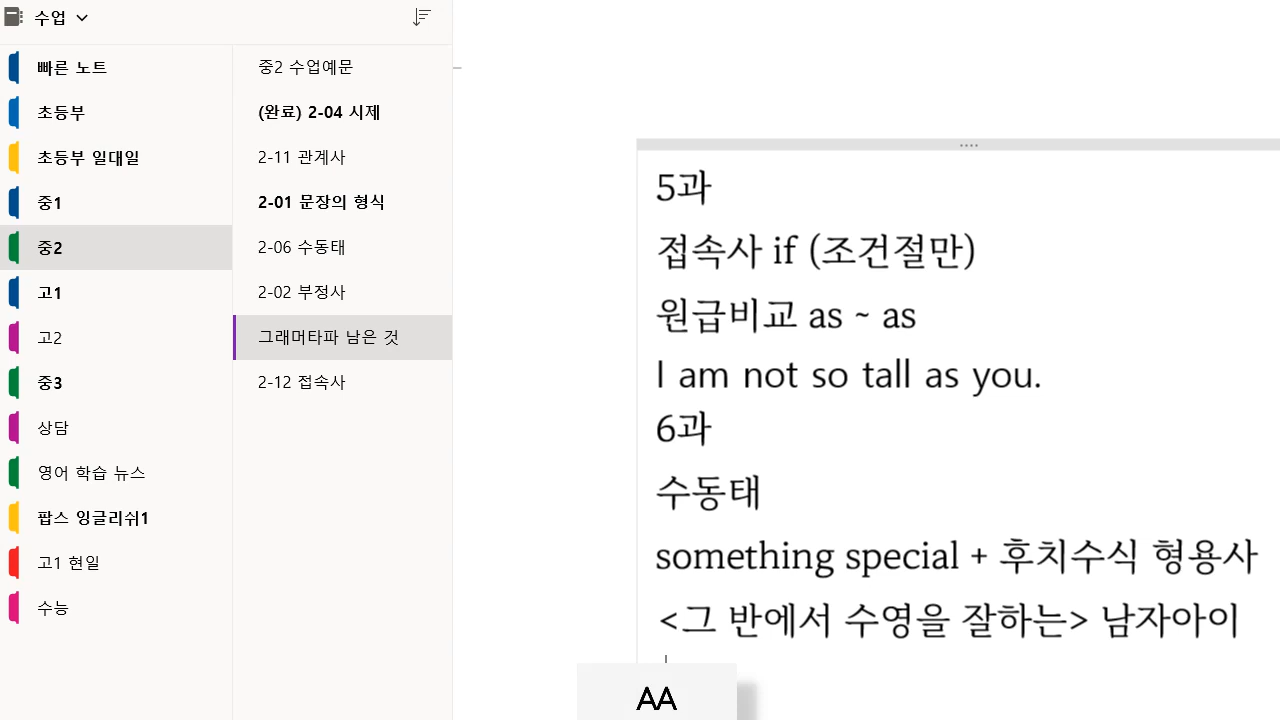 수업
빠른 노트
초등부
초등부 일대일
중1
중2
고1
고2
중3
상담
영어 학습 뉴스
팝스 잉글리쉬1
고1 현일
수능
중2 수업예문
(완료) 2-04 시제
2-11 관계사
2-01 문장의 형식
2-06 수동태
2-02 부정사
그래머타파 남은 것
2-12 접속사
5과
접속사 if (조건절만)
원급비교 as ~ as
I am not so tall as you.
6과
수동태
something special + 후치수식 형용사
<그 반에서 수영을 잘하는> 남자아이
AA